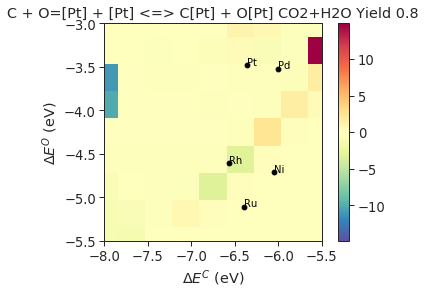 C + O=[Pt] + [Pt] <=> C[Pt] + O[Pt] CO2+H2O Yield 0.8
−3.0
−3.5
−4.0
−4.5
−5.0
−5.5
ΔE^O (eV)
Pt
Pd
Rh
Ni
Ru
−8.0 −7.5 −7.0 −6.5 −6.0 −5.5
ΔE^C (eV)
15
10
5
0
−5
−10